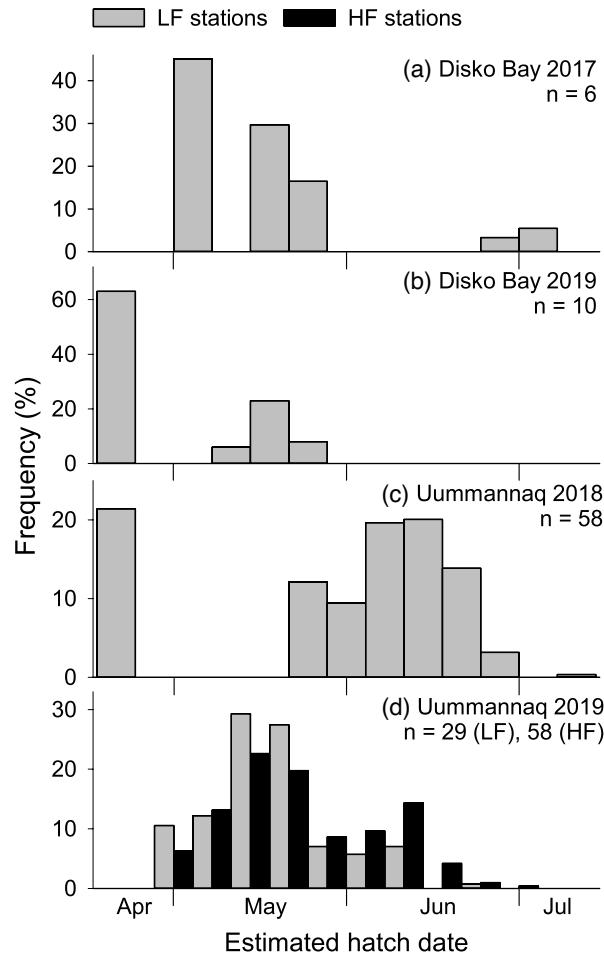 LF stations HF stations
(a) Disko Bay 2017
n = 6
40
30
20
10
0
(b) Disko Bay 2019
n = 10
60
40
20
0
(c) Uummannaq 2018
n = 58
20
10
0
(d) Uummannaq 2019
n = 29 (LF), 58 (HF)
30
20
10
0
Frequency (%)
Apr May Jun Jul
Estimated hatch date